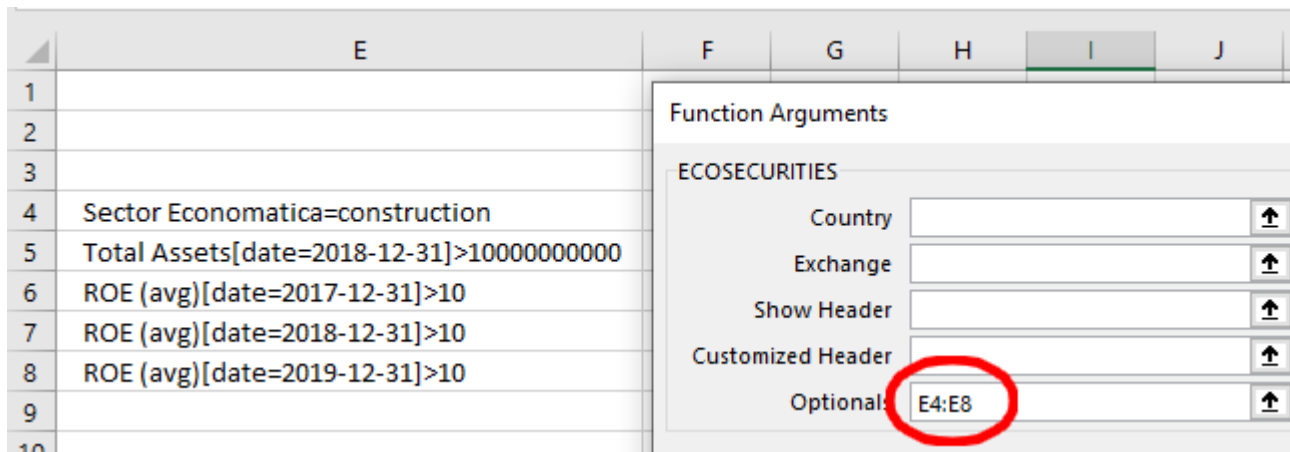 E F G H I J
1
2
3
4 Sector Economatica=construction
5 Total Assets[date=2018-12-31]>10000000000
6 ROE (avg)[date=2017-12-31]>10
7 ROE (avg)[date=2018-12-31]>10
8 ROE (avg)[date=2019-12-31]>10
9
10
Function Arguments
ECOSECURITIES
Country
Exchange
Show Header
Customized Header
Optionals E4:E8